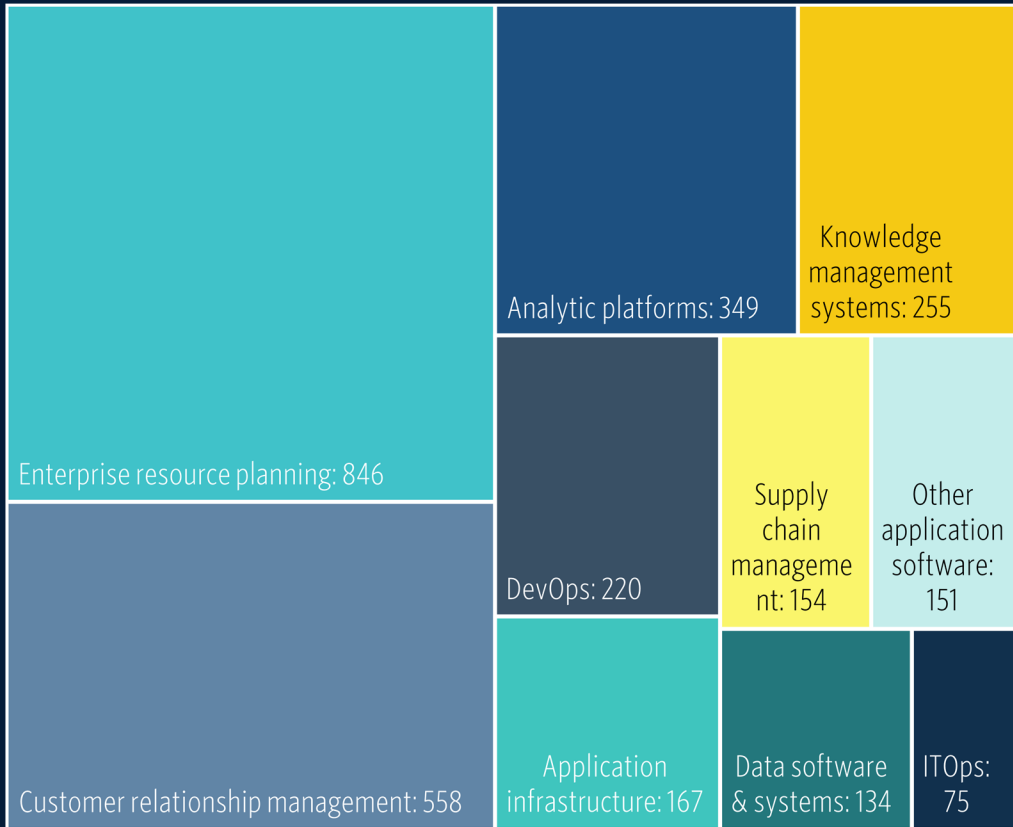 Enterprise resource planning: 846
Customer relationship management: 558
Analytic platforms: 349
Knowledge
management
systems: 255
DevOps: 220
Supply
chain
manageme
nt: 154
Other
application
software:
151
Application
infrastructure: 167
Data software
& systems: 134
ITOps:
75